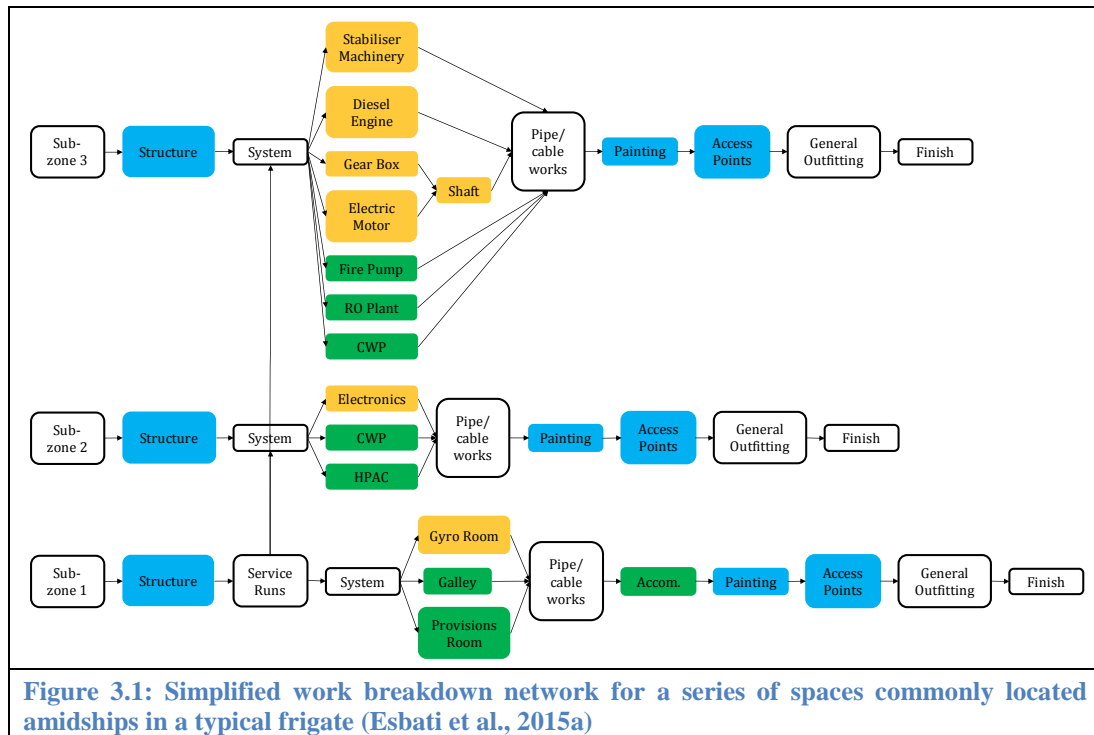 Stabiliser
Machinery
Diesel
Engine
Sub-
zone 3
Structure
System
Gear Box
Shaft
Electric
Motor
Pipe/
cable
works
Painting
Access
Points
General
Outfitting
Finish
Fire Pump
RO Plant
CWP
Sub-
zone 2
Structure
System
Electronics
CWP
HPAC
Pipe/
cable
works
Painting
Access
Points
General
Outfitting
Finish
Sub-
zone 1
Structure
Service
Runs
System
Gyro Room
Galley
Provisions
Room
Pipe/
cable
works
Accom.
Painting
Access
Points
General
Outfitting
Finish
Figure 3.1: Simplified work breakdown network for a series of spaces commonly located
amidships in a typical frigate (Esbati et al., 2015a)